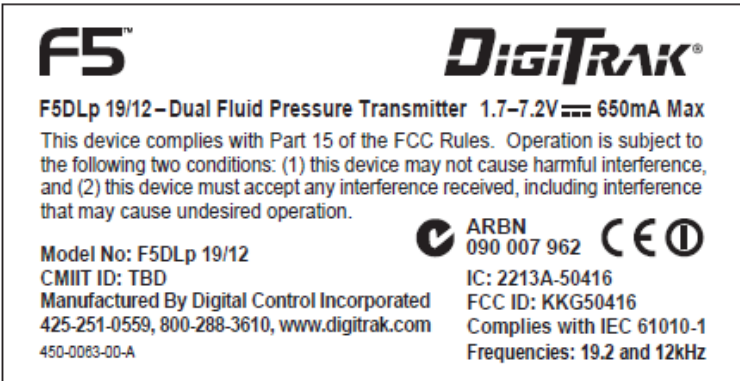 F5™ DIGITRAK®
F5DLp 19/12 – Dual Fluid Pressure Transmitter 1.7–7.2V 650mA Max
This device complies with Part 15 of the FCC Rules. Operation is subject to
the following two conditions: (1) this device may not cause harmful interference,
and (2) this device must accept any interference received, including interference
that may cause undesired operation.
ARBN
090 007 962 CE
Model No: F5DLp 19/12
CMIIT ID: TBD
Manufactured By Digital Control Incorporated
425-251-0559, 800-288-3610, www.digitrak.com
450-0063-00-A
IC: 2213A-50416
FCC ID: KKG50416
Complies with IEC 61010-1
Frequencies: 19.2 and 12kHz